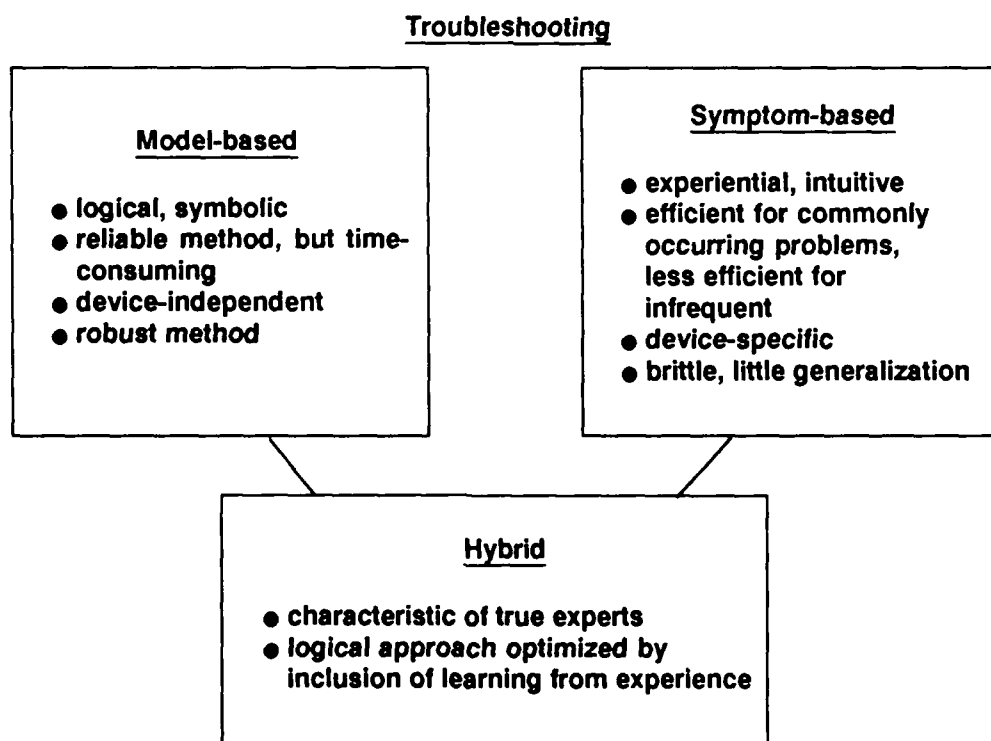 Troubleshooting
Model-based
● logical, symbolic
● reliable method, but time-
consuming
● device-independent
● robust method
Symptom-based
● experiential, intuitive
● efficient for commonly
occurring problems,
less efficient for
infrequent
● device-specific
● brittle, little generalization
Hybrid
● characteristic of true experts
● logical approach optimized by
inclusion of learning from experience